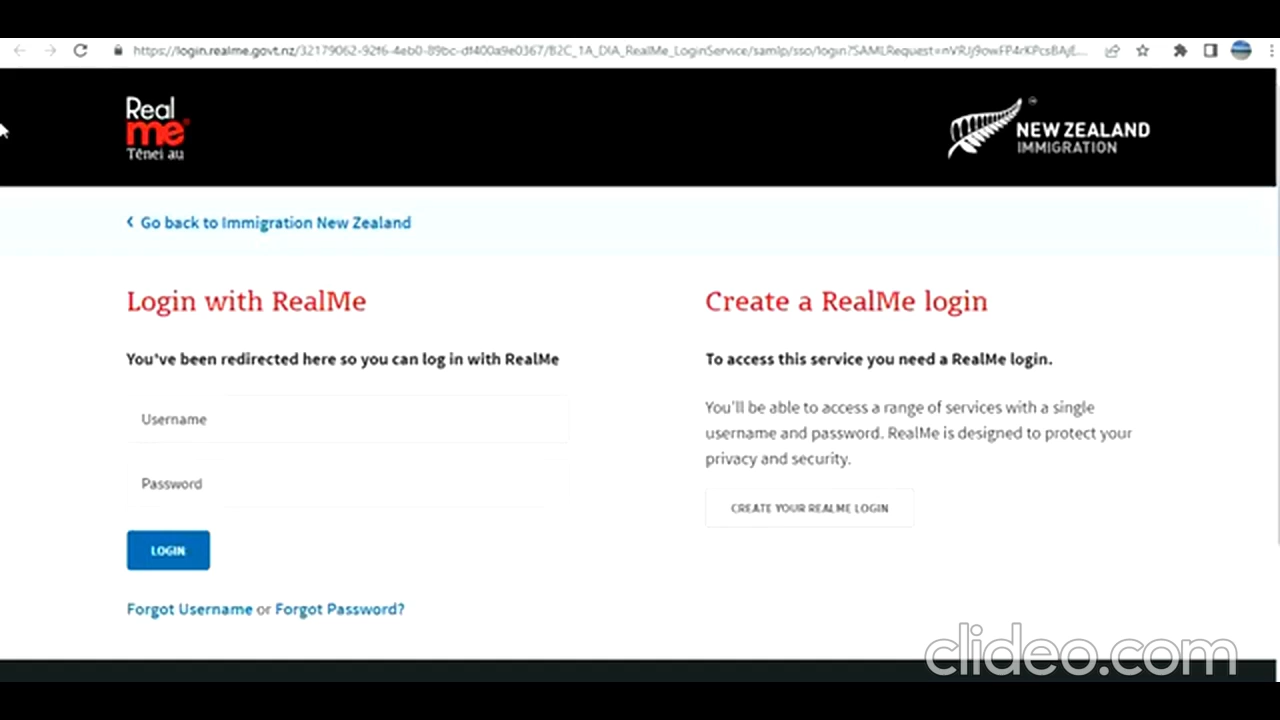 https://login.realme.govt.nz/32179062-92f6-4eb0-89bc-df400a9e0367/B2C_1A_DIA_RealMe_LoginService/samlp/sso/login?SAMLRequest=nVRJj9owFP4rKPcsBAjE...
Real
me
Tēnei au
NEW ZEALAND
IMMIGRATION
Go back to Immigration New Zealand
Login with RealMe
You've been redirected here so you can log in with RealMe
Username
Password
LOGIN
Forgot Username or Forgot Password?
Create a RealMe login
To access this service you need a RealMe login.
You'll be able to access a range of services with a single
username and password. RealMe is designed to protect your
privacy and security.
CREATE YOUR REALME LOGIN
clideo.com